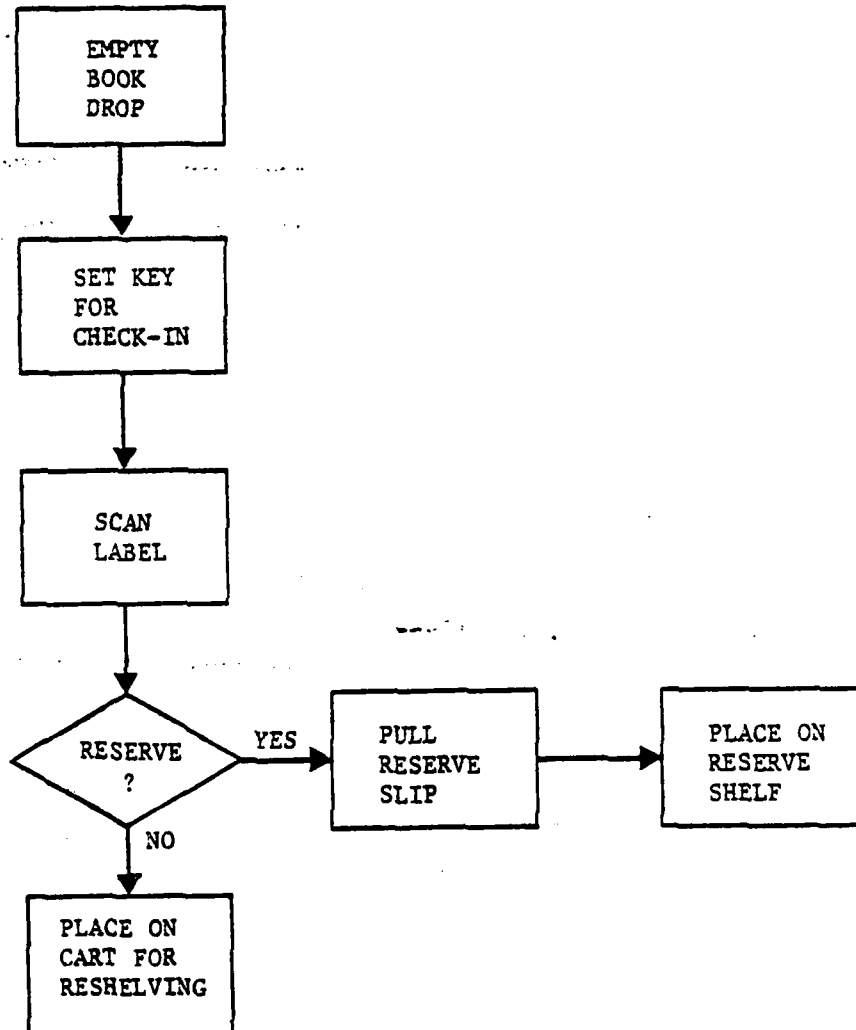 EMPTY
BOOK
DROP
SET KEY
FOR
CHECK-IN
SCAN
LABEL
RESERVE
?
YES
PULL
RESERVE
SLIP
PLACE ON
RESERVE
SHELF
NO
PLACE ON
CART FOR
RESHELVING